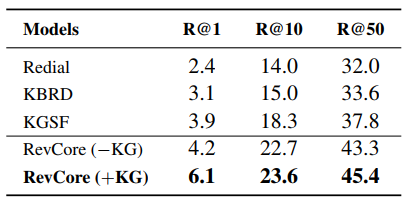 Models R@1 R@10 R@50
Redial 2.4 14.0 32.0
KBRD 3.1 15.0 33.6
KGSF 3.9 18.3 37.8
RevCore (−KG) 4.2 22.7 43.3
RevCore (+KG) 6.1 23.6 45.4